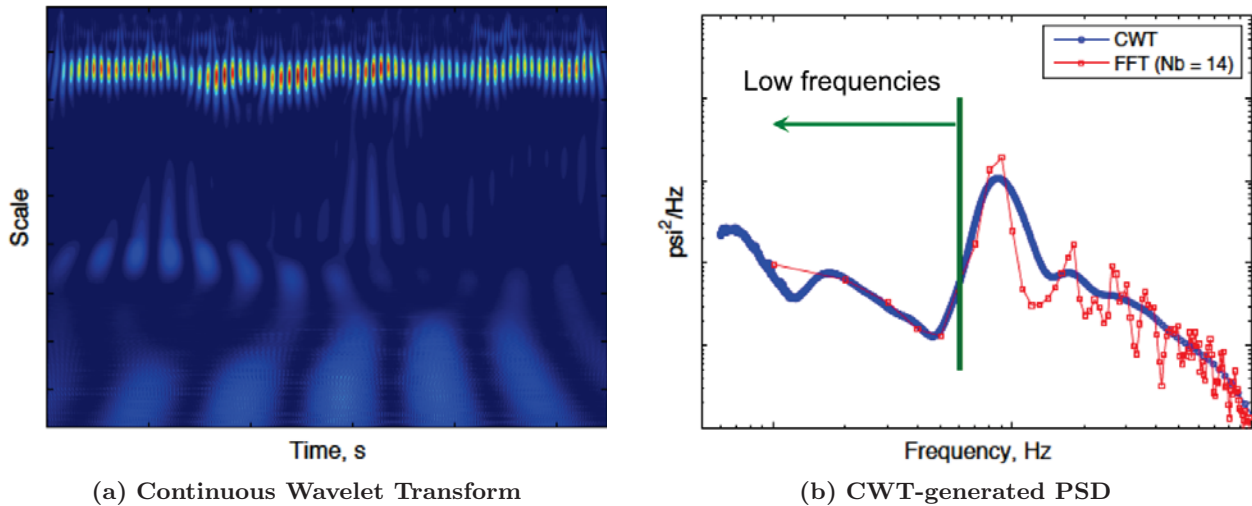 Scale
Time, s
(a) Continuous Wavelet Transform
CWT
FFT (Nb = 14)
Low frequencies
psi²/Hz
Frequency, Hz
(b) CWT-generated PSD